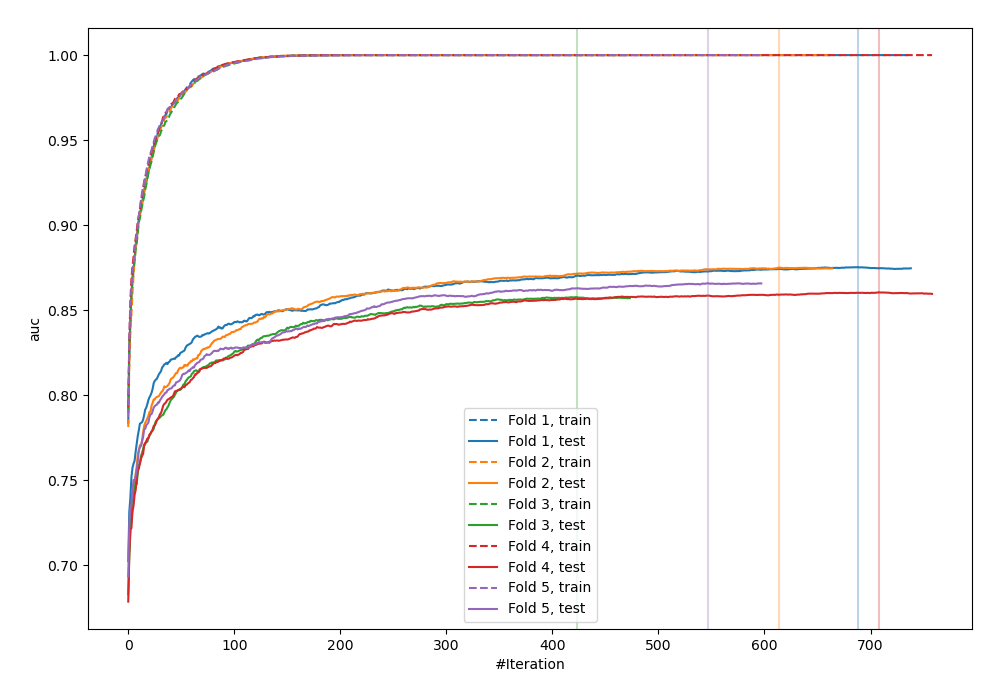 1.00
0.95
0.90
0.85
0.80
0.75
0.70
auc
Fold 1, train
Fold 1, test
Fold 2, train
Fold 2, test
Fold 3, train
Fold 3, test
Fold 4, train
Fold 4, test
Fold 5, train
Fold 5, test
0 100 200 300 400 500 600 700
#Iteration